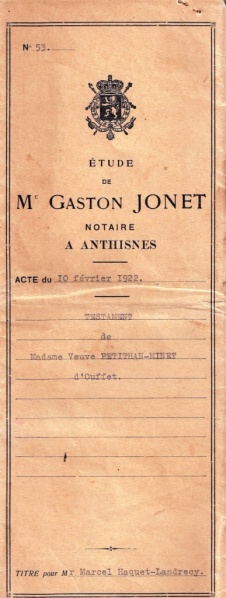 N° 53.
ÉTUDE
DE
Mᵉ GASTON JONET
NOTAIRE
A ANTHISNES
ACTE du 10 février 1922.
TESTAMENT
de
Madame Veuve PETITHAN-MINET
d'Ouffet.
TITRE pour Mr Marcel Haquet-Landrecy.